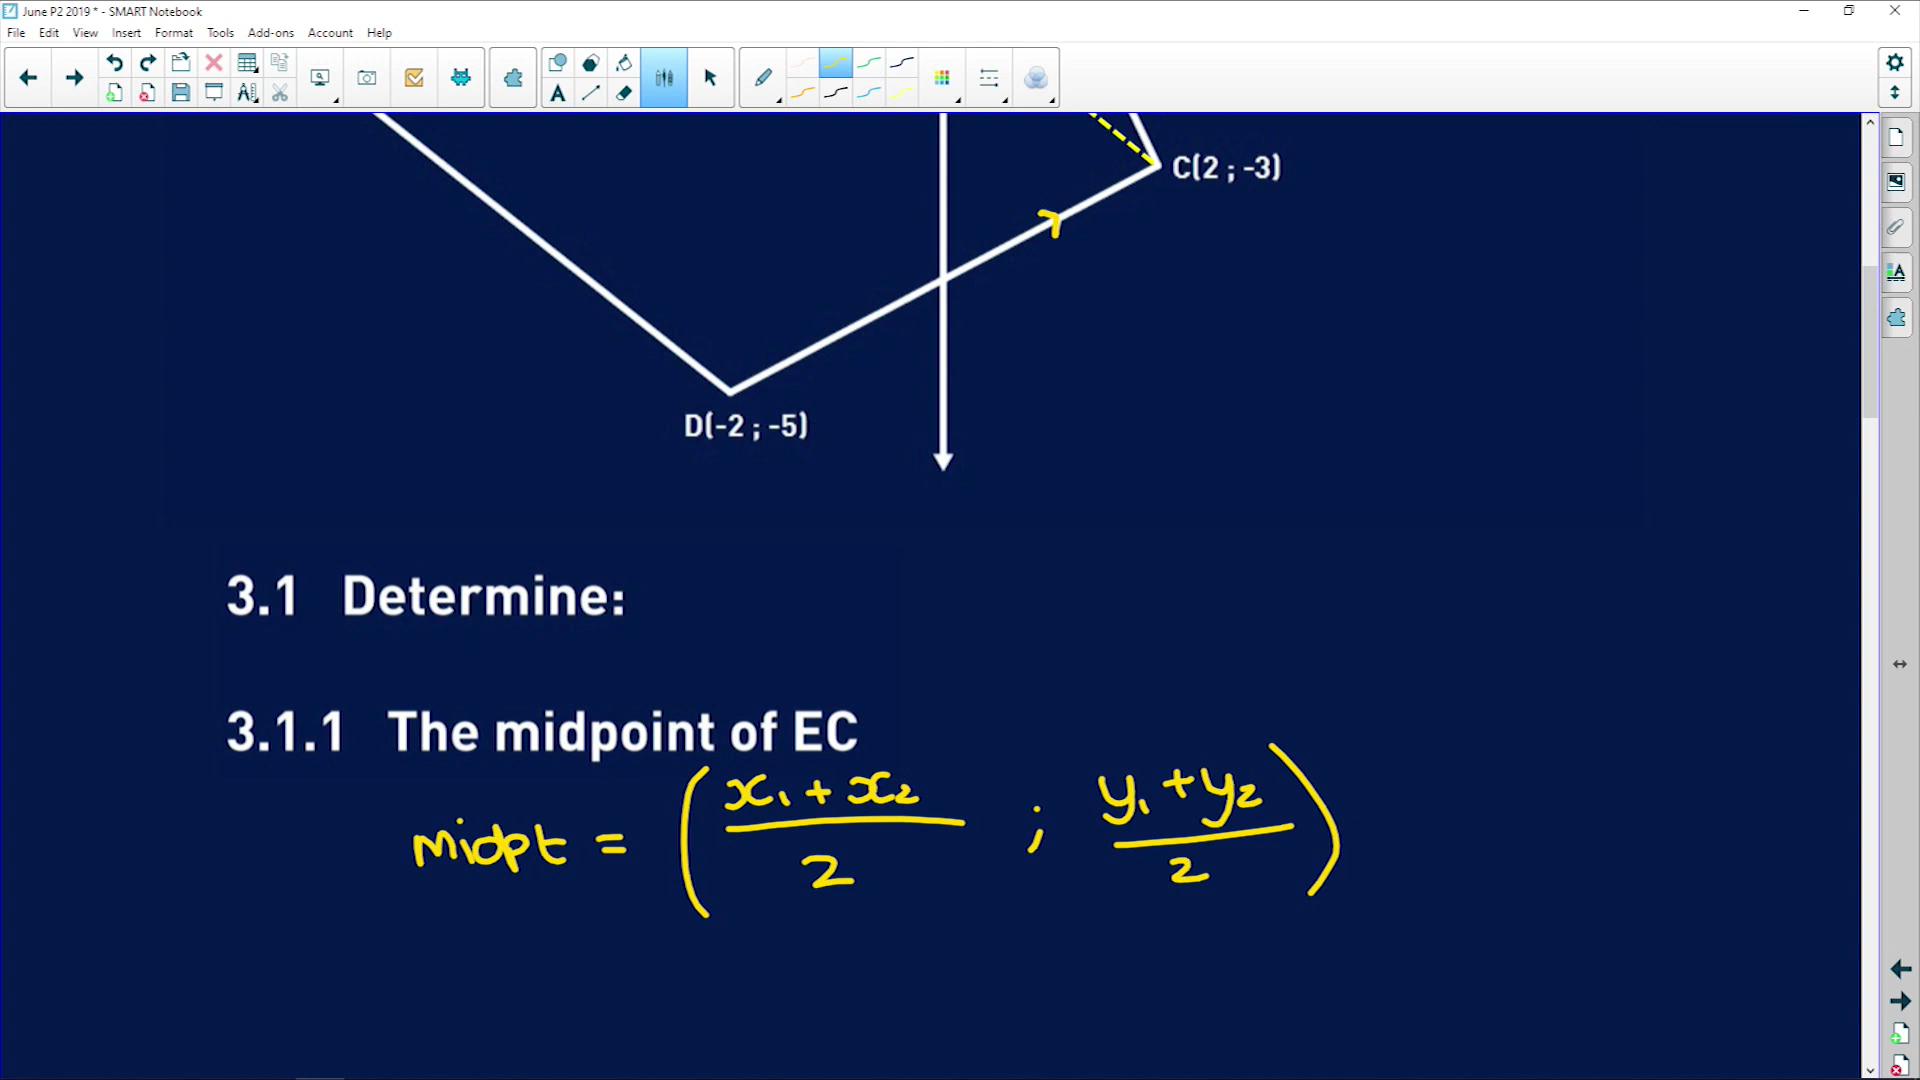 June P2 2019 * - SMART Notebook
File Edit View Insert Format Tools Add-ons Account Help
C(2 ; -3)
D(-2 ; -5)
3.1 Determine:
3.1.1 The midpoint of EC
midpt = ( x₁ + x₂ / 2 ; y₁ + y₂ / 2 )